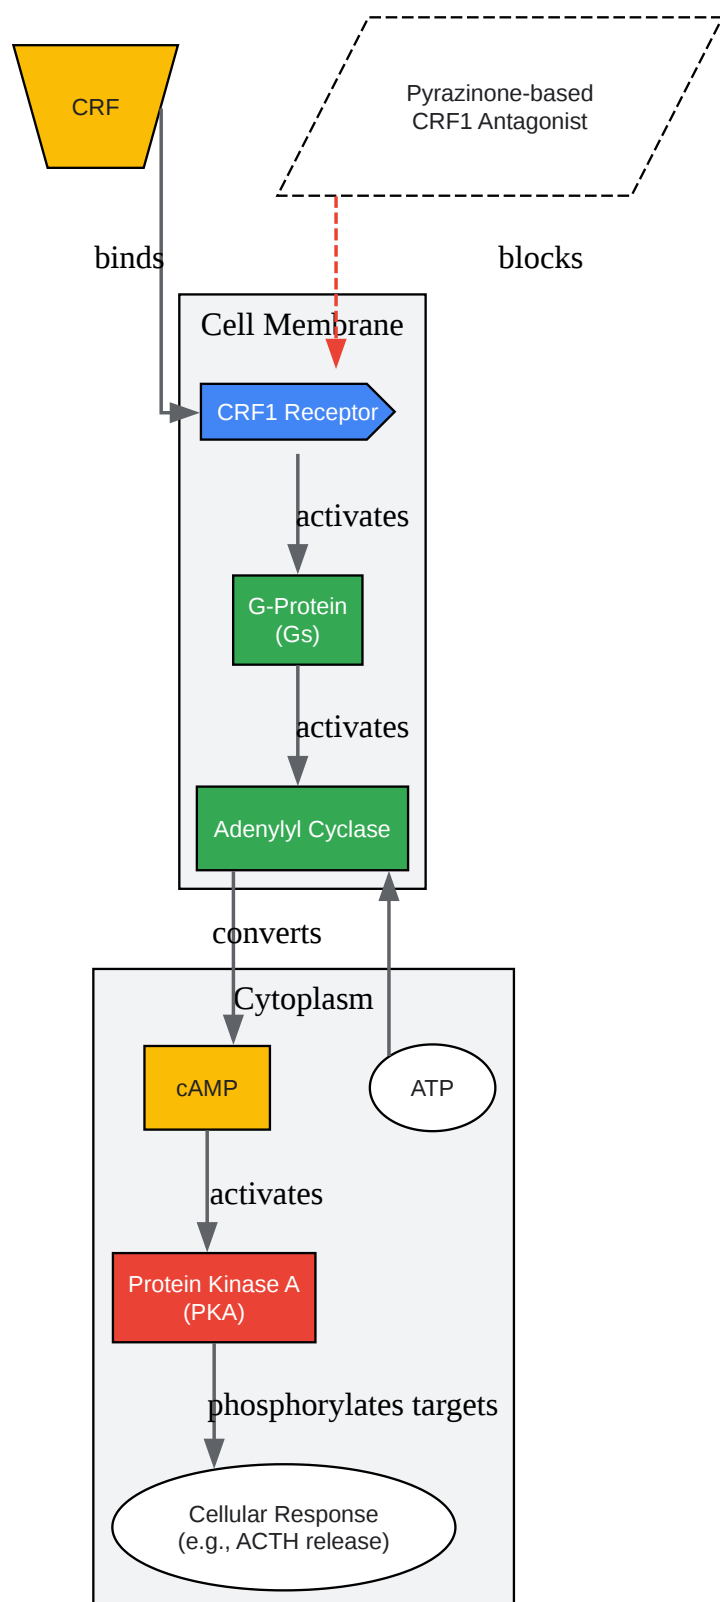 CRF
Pyrazinone-based
CRF1 Antagonist
binds
blocks
Cell Membrane
CRF1 Receptor
activates
G-Protein
(Gs)
activates
Adenylyl Cyclase
converts
Cytoplasm
cAMP
ATP
activates
Protein Kinase A
(PKA)
phosphorylates targets
Cellular Response
(e.g., ACTH release)